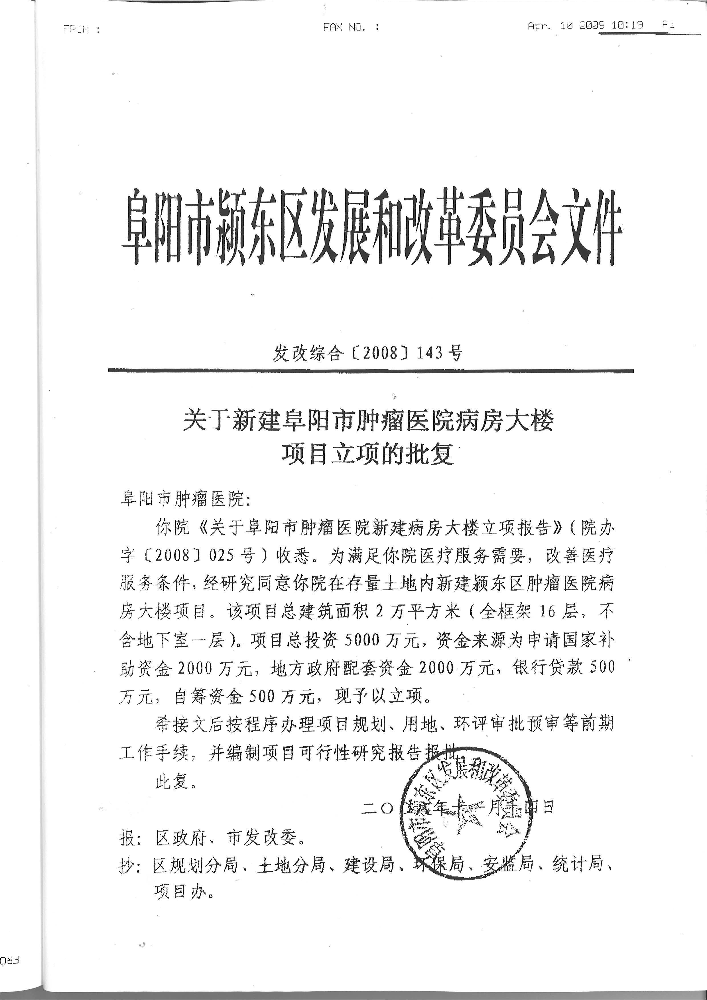 FROM :
FAX NO. :
Apr. 10 2009 10:19 P1
阜阳市颍东区发展和改革委员会文件
发改综合〔2008〕143号
关于新建阜阳市肿瘤医院病房大楼
项目立项的批复
阜阳市肿瘤医院:
你院《关于阜阳市肿瘤医院新建病房大楼立项报告》(院办
字〔2008〕025号)收悉。为满足你院医疗服务需要,改善医疗
服务条件,经研究同意你院在存量土地内新建颍东区肿瘤医院病
房大楼项目。该项目总建筑面积2万平方米(全框架16层,不
含地下室一层)。项目总投资5000万元,资金来源为申请国家补
助资金2000万元,地方政府配套资金2000万元,银行贷款500
万元,自筹资金500万元,现予以立项。
希接文后按程序办理项目规划、用地、环评审批预审等前期
工作手续,并编制项目可行性研究报告报批
此复。
阜阳市颍东区发展和改革委员会
二〇〇八年十一月十四日
报:区政府、市发改委。
抄:区规划分局、土地分局、建设局、环保局、安监局、统计局、
项目办。
FRO